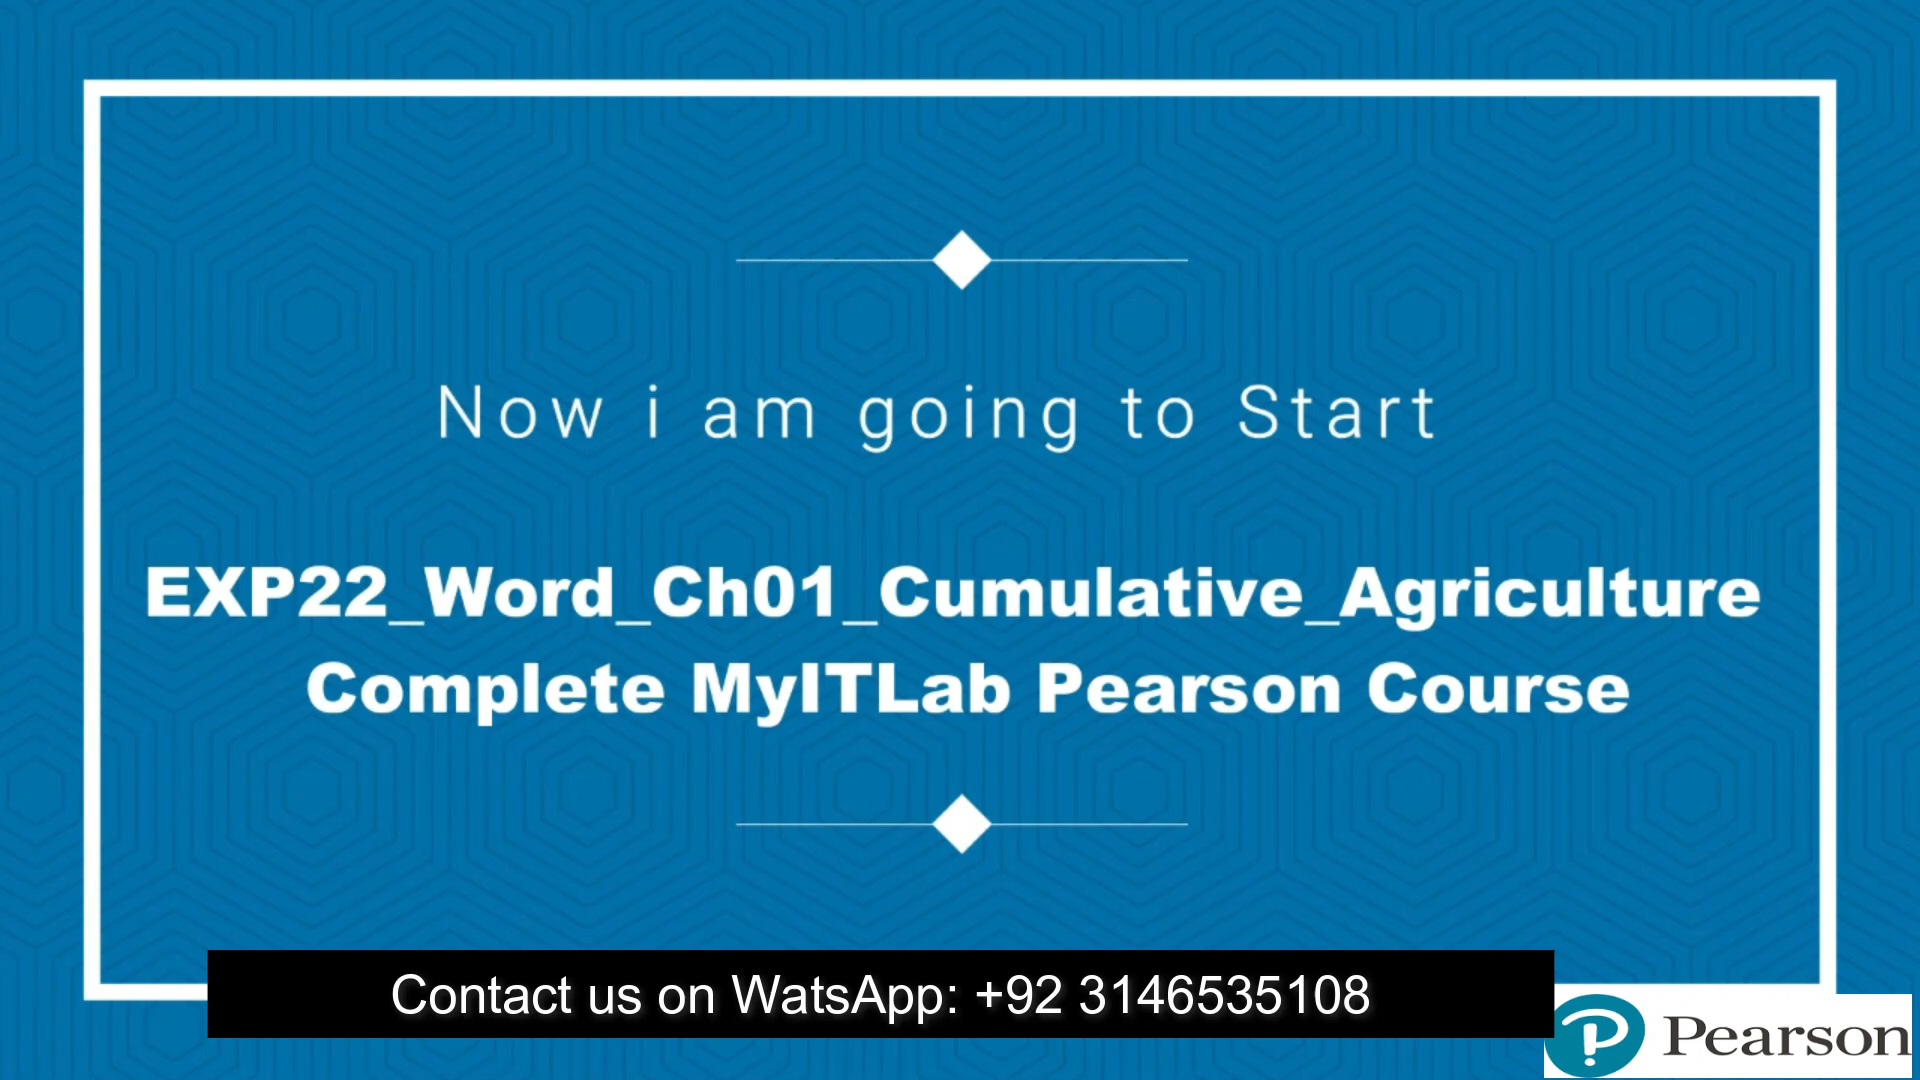 Now i am going to Start
EXP22_Word_Ch01_Cumulative_Agriculture
Complete MyITLab Pearson Course
Contact us on WatsApp: +92 3146535108
Pearson